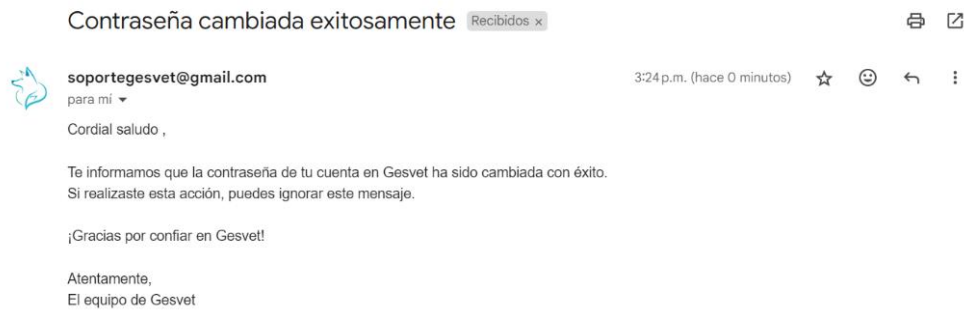 Contraseña cambiada exitosamente Recibidos x
soportegesvet@gmail.com 3:24 p.m. (hace 0 minutos)
para mí
Cordial saludo ,
Te informamos que la contraseña de tu cuenta en Gesvet ha sido cambiada con éxito.
Si realizaste esta acción, puedes ignorar este mensaje.
¡Gracias por confiar en Gesvet!
Atentamente,
El equipo de Gesvet